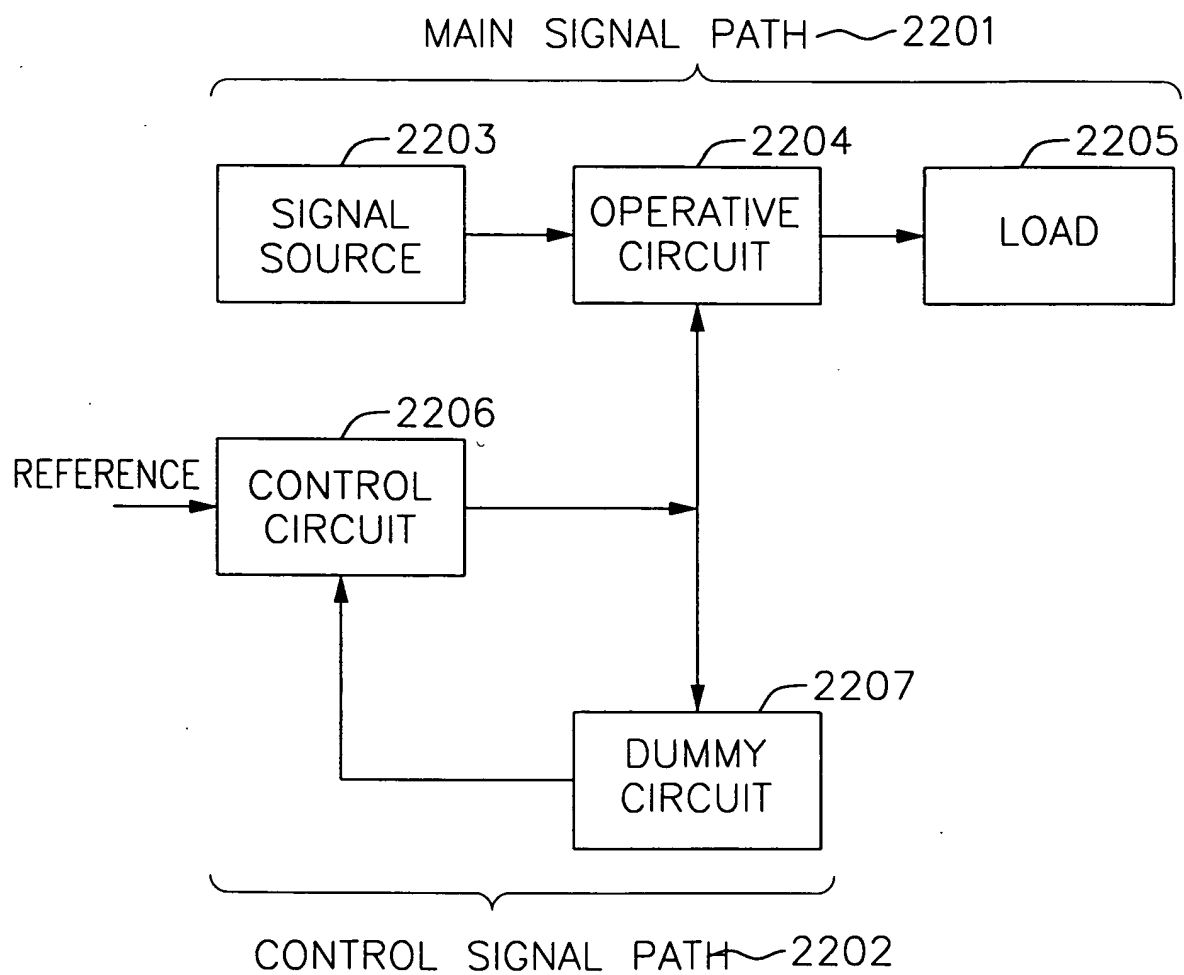 MAIN SIGNAL PATH 2201
2203
SIGNAL
SOURCE
2204
OPERATIVE
CIRCUIT
2205
LOAD
2206
REFERENCE
CONTROL
CIRCUIT
2207
DUMMY
CIRCUIT
CONTROL SIGNAL PATH 2202